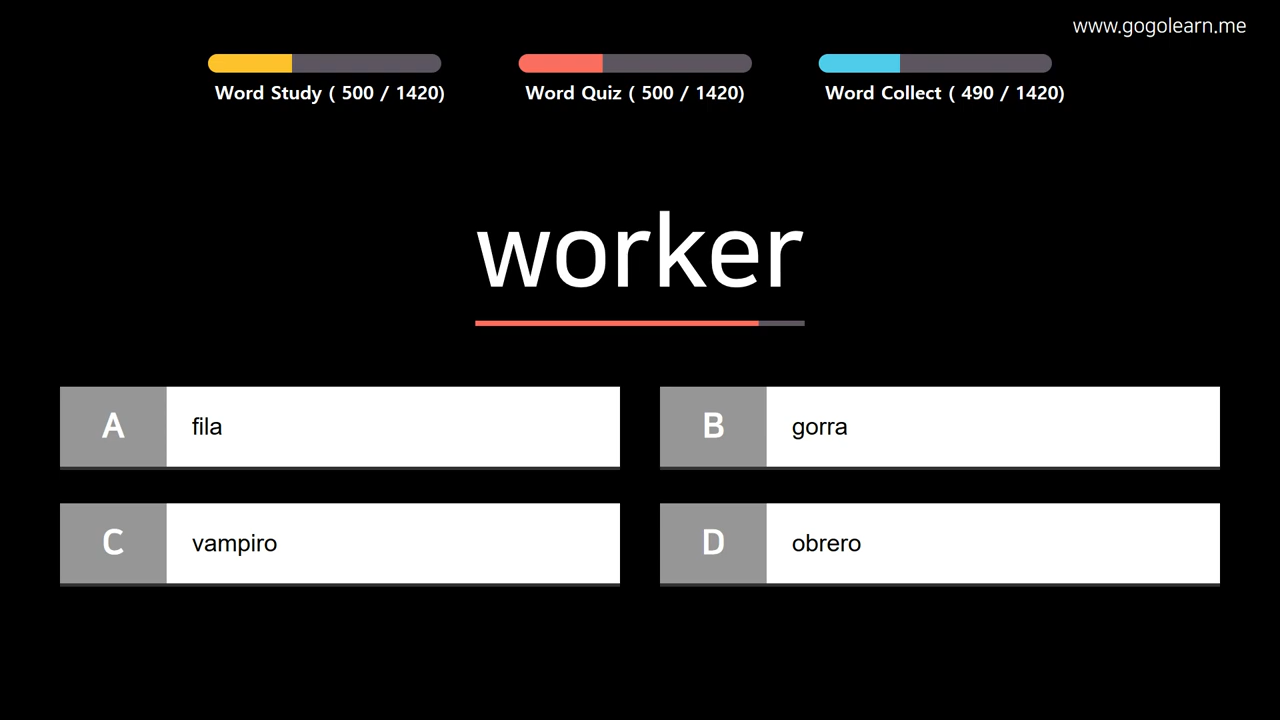 www.gogolearn.me
Word Study ( 500 / 1420)
Word Quiz ( 500 / 1420)
Word Collect ( 490 / 1420)
worker
A fila
B gorra
C vampiro
D obrero